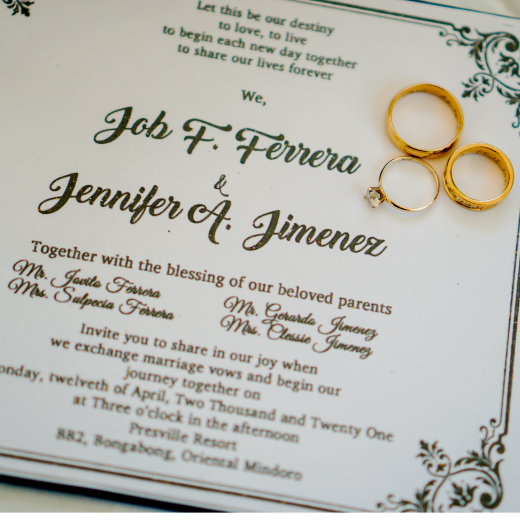 Let this be our destiny
to love, to live
to begin each new day together
to share our lives forever
We,
Job F. Ferrera
&
Jennifer A. Jimenez
Together with the blessing of our beloved parents
Mr. Jovito Ferrera
Mrs. Sulpecia Ferrera
Mr. Gerardo Jimenez
Mrs. Clessie Jimenez
Invite you to share in our joy when
we exchange marriage vows and begin our
journey together on
onday, twelveth of April, Two Thousand and Twenty One
at Three o'clock in the afternoon
Presville Resort
BB2, Bongabong, Oriental Mindoro